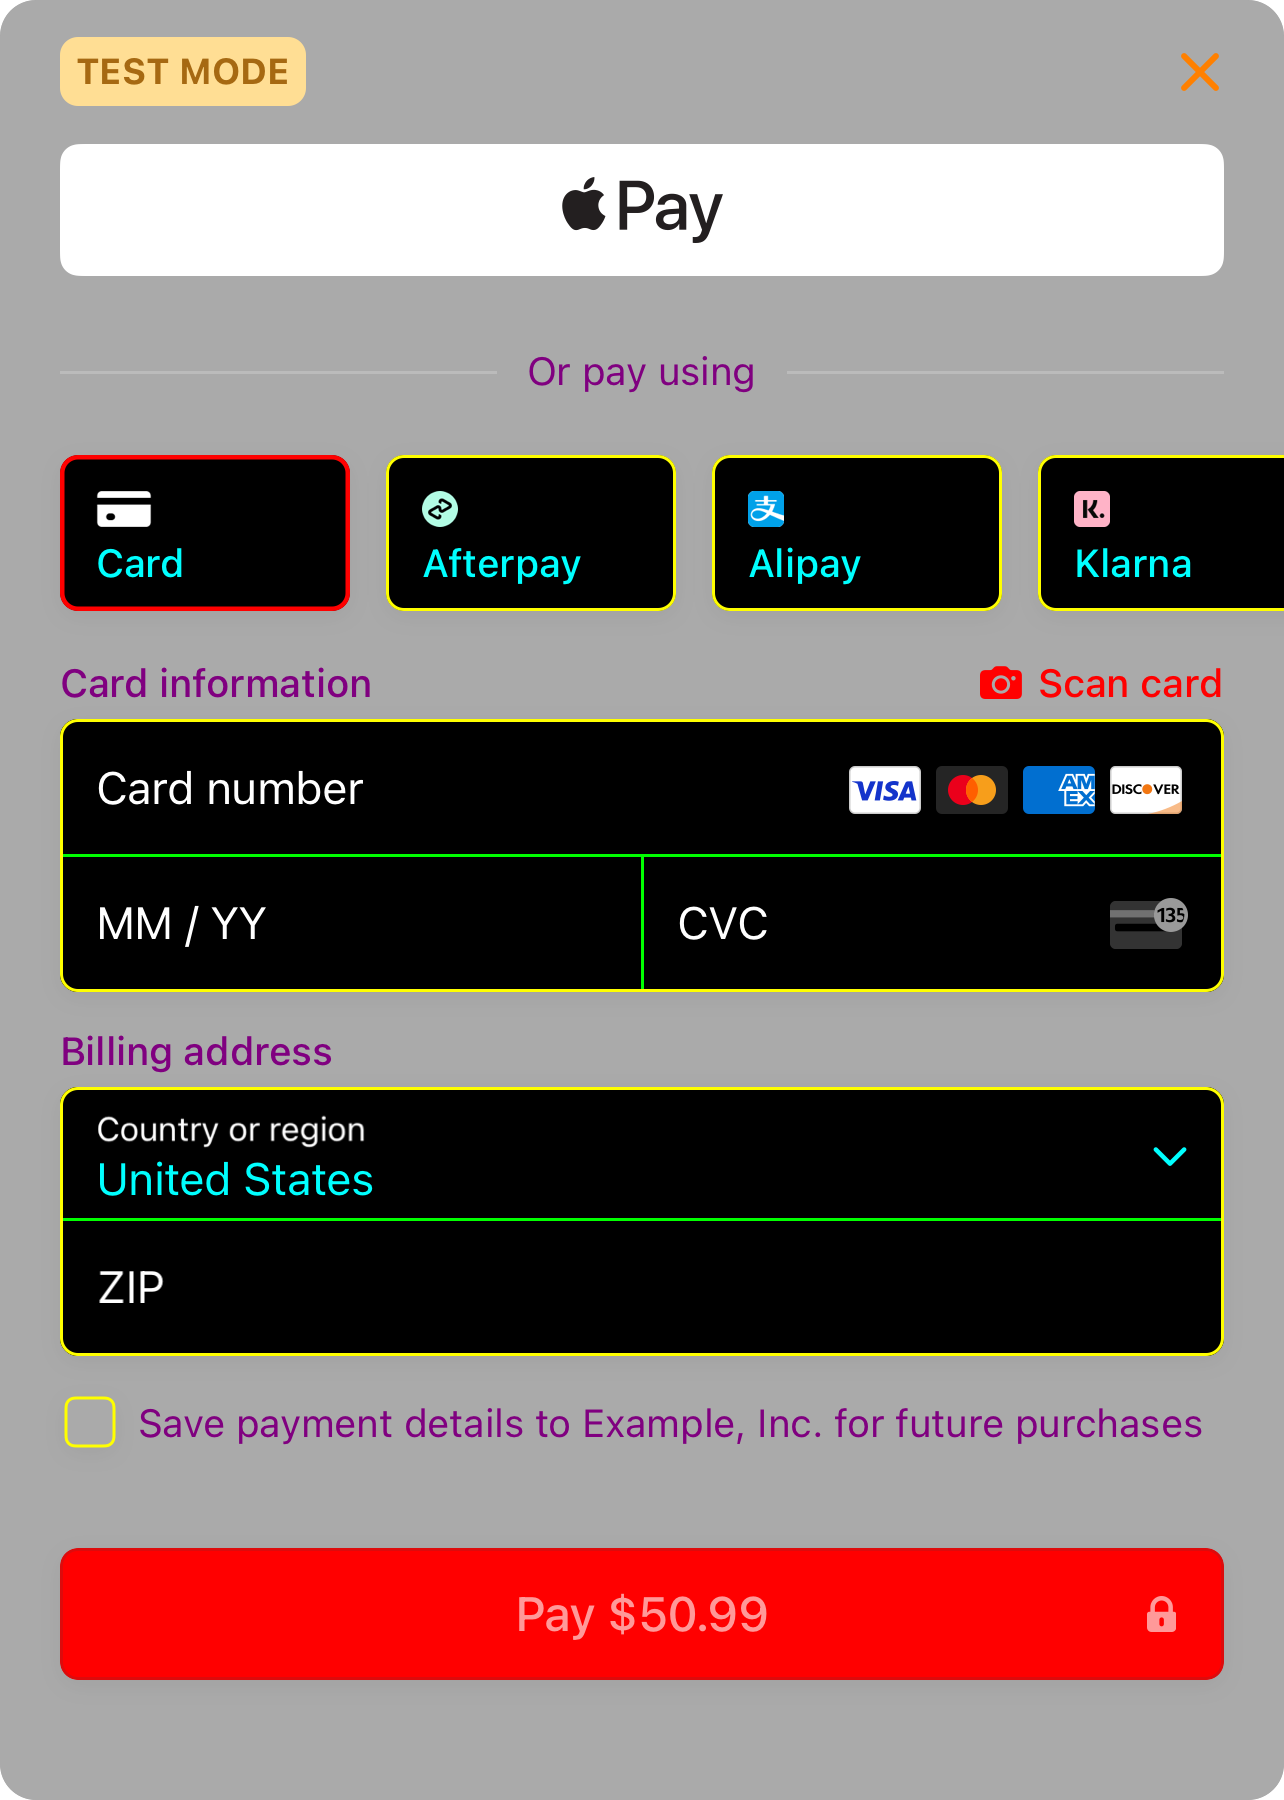 TEST MODE
Pay
Or pay using
Card
Afterpay
Alipay
K.
Klarna
Card information
Scan card
Card number
VISA
AM
EX
DISCOVER
MM / YY
CVC
135
Billing address
Country or region
United States
ZIP
Save payment details to Example, Inc. for future purchases
Pay $50.99